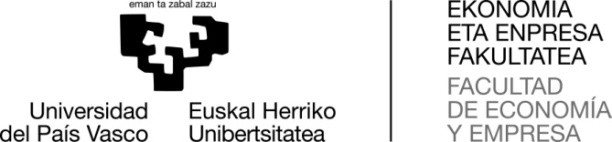 eman ta zabal zazu
Universidad
del País Vasco
Euskal Herriko
Unibertsitatea
EKONOMIA
ETA ENPRESA
FAKULTATEA
FACULTAD
DE ECONOMÍA
Y EMPRESA